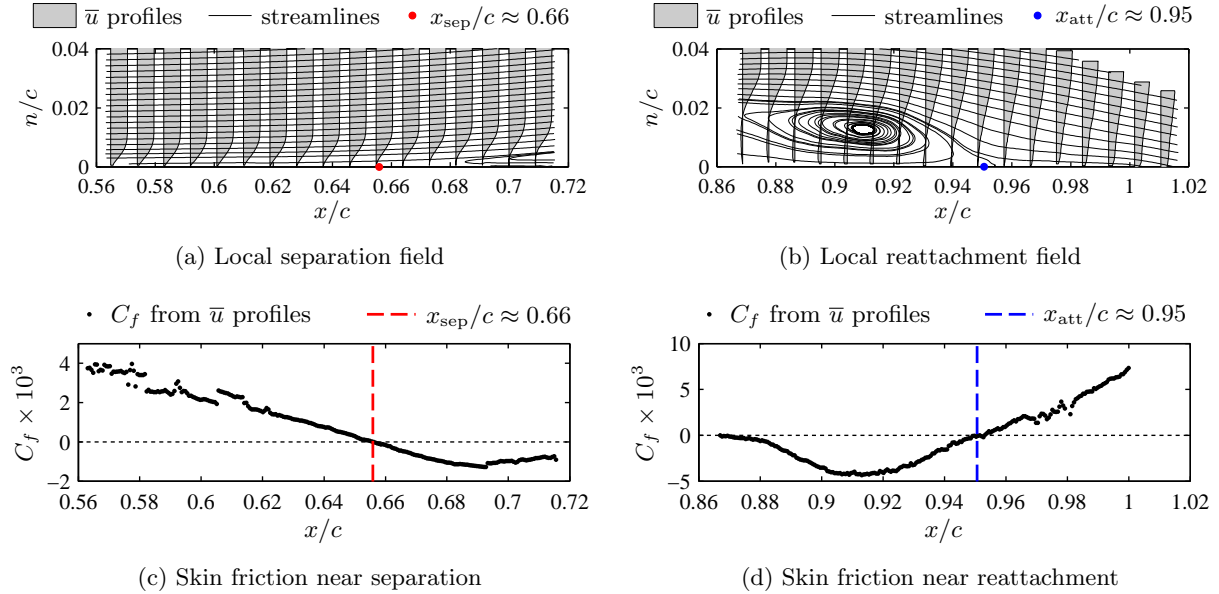 u̅ profiles streamlines x_sep/c ≈ 0.66
0.04
0.02
0
n/c
0.56 0.58 0.6 0.62 0.64 0.66 0.68 0.7 0.72
x/c
(a) Local separation field
u̅ profiles streamlines x_att/c ≈ 0.95
0.04
0.02
0
n/c
0.86 0.88 0.9 0.92 0.94 0.96 0.98 1 1.02
x/c
(b) Local reattachment field
C_f from u̅ profiles x_sep/c ≈ 0.66
4
2
0
−2
C_f × 10³
0.56 0.58 0.6 0.62 0.64 0.66 0.68 0.7 0.72
x/c
(c) Skin friction near separation
C_f from u̅ profiles x_att/c ≈ 0.95
10
5
0
−5
C_f × 10³
0.86 0.88 0.9 0.92 0.94 0.96 0.98 1 1.02
x/c
(d) Skin friction near reattachment